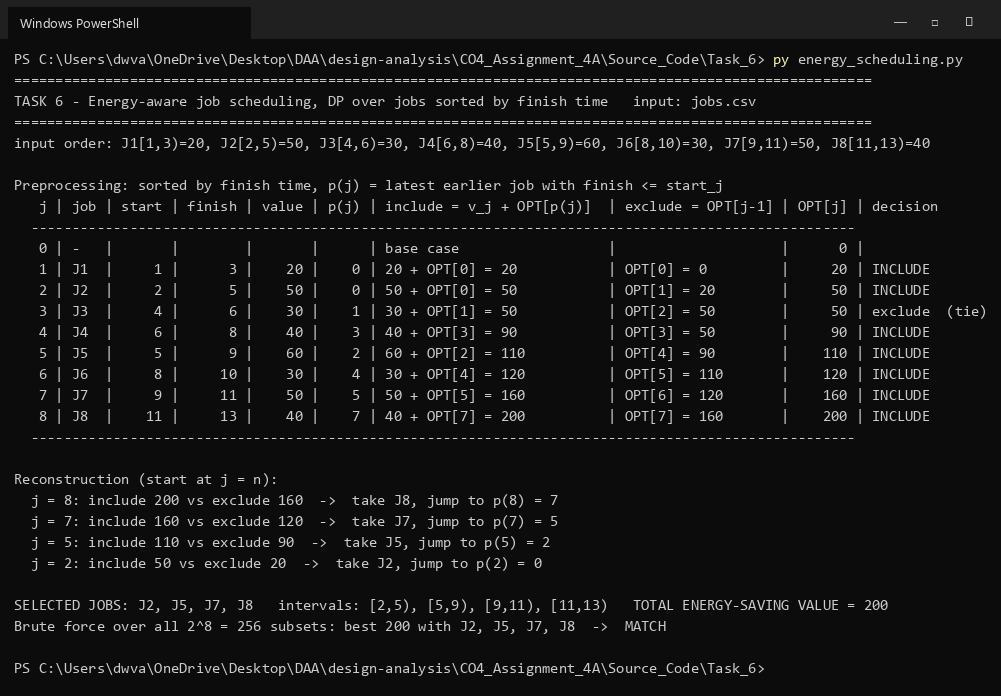 Windows PowerShell
PS C:\Users\dwva\OneDrive\Desktop\DAA\design-analysis\CO4_Assignment_4A\Source_Code\Task_6> py energy_scheduling.py
========================================================================================================
TASK 6 - Energy-aware job scheduling, DP over jobs sorted by finish time   input: jobs.csv
========================================================================================================
input order: J1[1,3)=20, J2[2,5)=50, J3[4,6)=30, J4[6,8)=40, J5[5,9)=60, J6[8,10)=30, J7[9,11)=50, J8[11,13)=40
Preprocessing: sorted by finish time, p(j) = latest earlier job with finish <= start_j
   j | job | start | finish | value | p(j) | include = v_j + OPT[p(j)]  | exclude = OPT[j-1] | OPT[j] | decision
  ----------------------------------------------------------------------------------------------------
   0 | -   |       |        |       |      | base case                  |                    |      0 |
   1 | J1  |     1 |      3 |    20 |    0 | 20 + OPT[0] = 20           | OPT[0] = 0         |     20 | INCLUDE
   2 | J2  |     2 |      5 |    50 |    0 | 50 + OPT[0] = 50           | OPT[1] = 20        |     50 | INCLUDE
   3 | J3  |     4 |      6 |    30 |    1 | 30 + OPT[1] = 50           | OPT[2] = 50        |     50 | exclude  (tie)
   4 | J4  |     6 |      8 |    40 |    3 | 40 + OPT[3] = 90           | OPT[3] = 50        |     90 | INCLUDE
   5 | J5  |     5 |      9 |    60 |    2 | 60 + OPT[2] = 110          | OPT[4] = 90        |    110 | INCLUDE
   6 | J6  |     8 |     10 |    30 |    4 | 30 + OPT[4] = 120          | OPT[5] = 110       |    120 | INCLUDE
   7 | J7  |     9 |     11 |    50 |    5 | 50 + OPT[5] = 160          | OPT[6] = 120       |    160 | INCLUDE
   8 | J8  |    11 |     13 |    40 |    7 | 40 + OPT[7] = 200          | OPT[7] = 160       |    200 | INCLUDE
  ----------------------------------------------------------------------------------------------------
Reconstruction (start at j = n):
  j = 8: include 200 vs exclude 160  ->  take J8, jump to p(8) = 7
  j = 7: include 160 vs exclude 120  ->  take J7, jump to p(7) = 5
  j = 5: include 110 vs exclude 90  ->  take J5, jump to p(5) = 2
  j = 2: include 50 vs exclude 20  ->  take J2, jump to p(2) = 0
SELECTED JOBS: J2, J5, J7, J8   intervals: [2,5), [5,9), [9,11), [11,13)   TOTAL ENERGY-SAVING VALUE = 200
Brute force over all 2^8 = 256 subsets: best 200 with J2, J5, J7, J8  ->  MATCH
PS C:\Users\dwva\OneDrive\Desktop\DAA\design-analysis\CO4_Assignment_4A\Source_Code\Task_6>